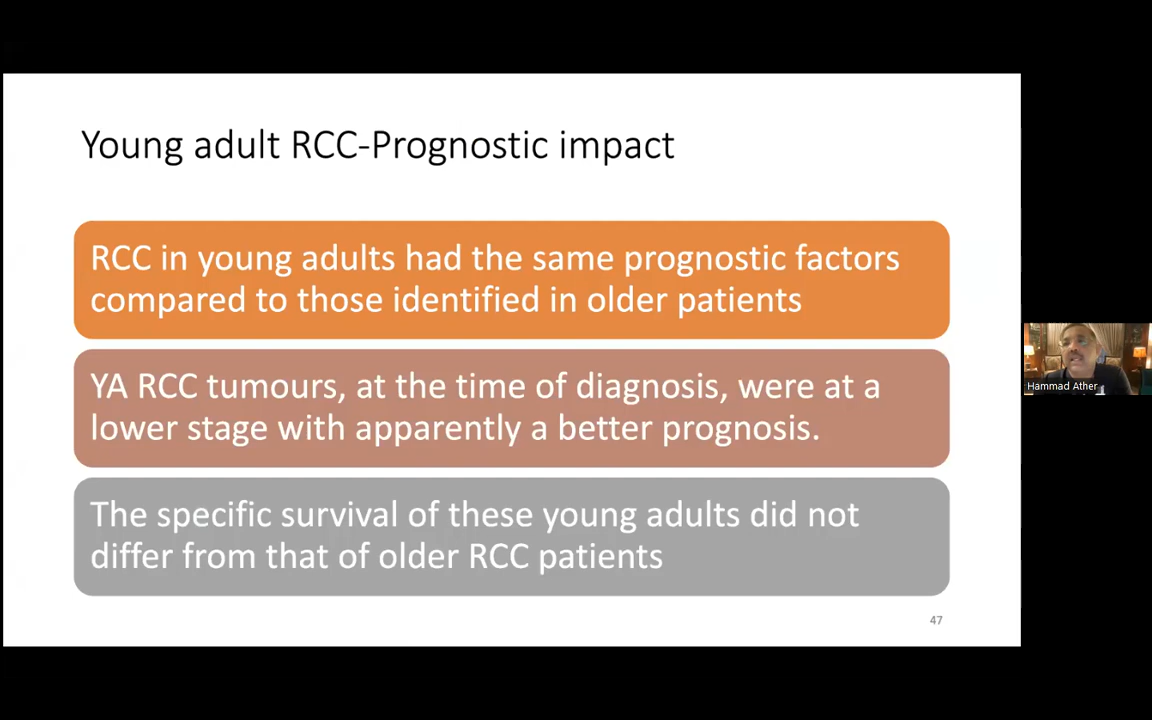 Young adult RCC-Prognostic impact
RCC in young adults had the same prognostic factors
compared to those identified in older patients
YA RCC tumours, at the time of diagnosis, were at a
lower stage with apparently a better prognosis.
The specific survival of these young adults did not
differ from that of older RCC patients
47
Hammad Ather